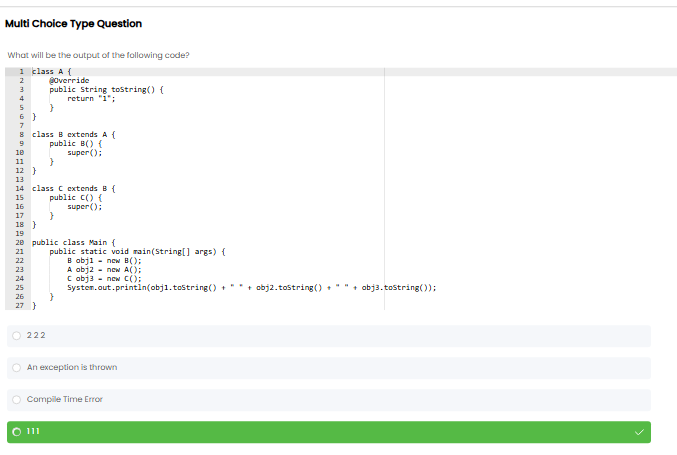 Multi Choice Type Question
What will be the output of the following code?
1 class A {
2     @Override
3     public String toString() {
4         return "1";
5     }
6 }
7
8 class B extends A {
9     public B() {
10         super();
11     }
12 }
13
14 class C extends B {
15     public C() {
16         super();
17     }
18 }
19
20 public class Main {
21     public static void main(String[] args) {
22         B obj1 = new B();
23         A obj2 = new A();
24         C obj3 = new C();
25         System.out.println(obj1.toString() + " " + obj2.toString() + " " + obj3.toString());
26     }
27 }
2 2 2
An exception is thrown
Compile Time Error
1 1 1